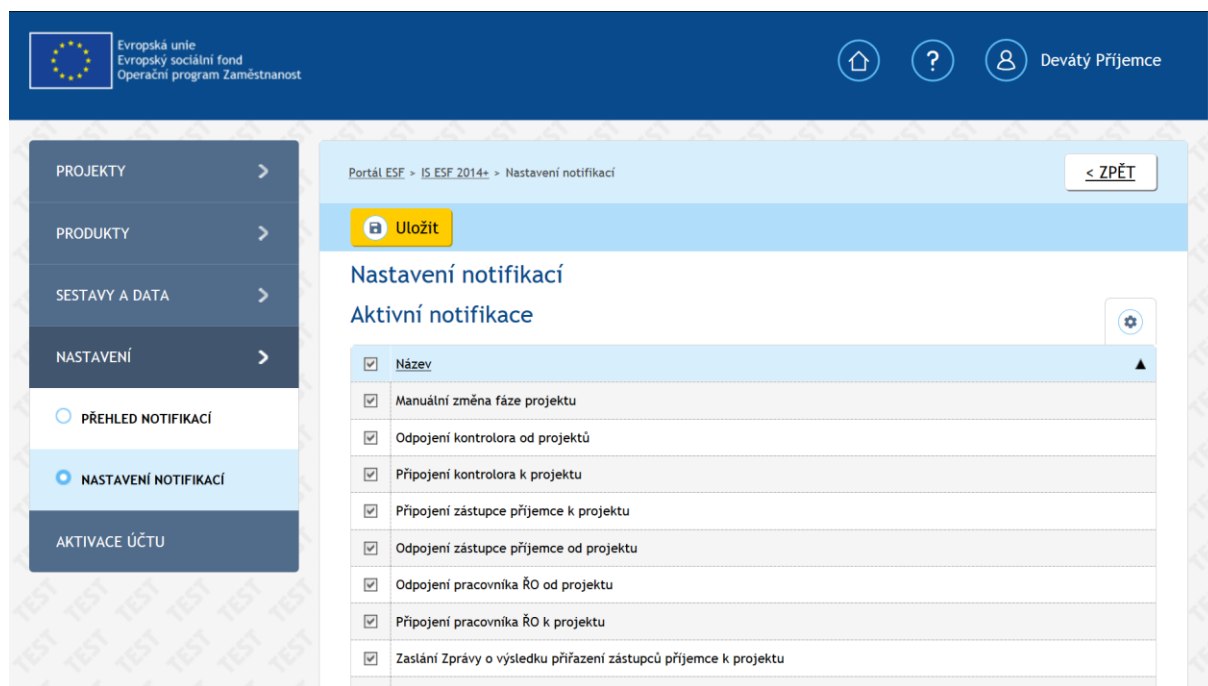 Evropská unie
Evropský sociální fond
Operační program Zaměstnanost
?
Devátý Příjemce
PROJEKTY
PRODUKTY
SESTAVY A DATA
NASTAVENÍ
PŘEHLED NOTIFIKACÍ
NASTAVENÍ NOTIFIKACÍ
AKTIVACE ÚČTU
Portál ESF > IS ESF 2014+ > Nastavení notifikací
< ZPĚT
Uložit
Nastavení notifikací
Aktivní notifikace
Název
Manuální změna fáze projektu
Odpojení kontrolora od projektů
Připojení kontrolora k projektu
Připojení zástupce příjemce k projektu
Odpojení zástupce příjemce od projektu
Odpojení pracovníka ŘO od projektu
Připojení pracovníka ŘO k projektu
Zaslání Zprávy o výsledku přiřazení zástupců příjemce k projektu
TEST